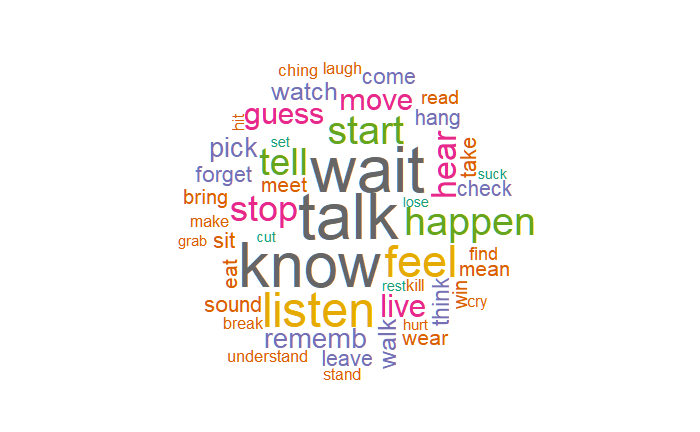 ching laugh come
watch move read
hit guess start hang
pick set tell wait hear take
forget meet suck check
bring stop talk lose happen
make sit
grab cut know feel find
eat mean
sound listen rest kill live think win cry
break rememb walk hurt wear
understand leave
stand